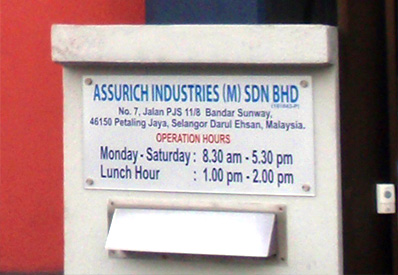 ASSURICH INDUSTRIES (M) SDN BHD
No. 7, Jalan PJS 11/8 Bandar Sunway,
46150 Petaling Jaya, Selangor Darul Ehsan, Malaysia.
OPERATION HOURS
Monday - Saturday : 8.30 am - 5.30 pm
Lunch Hour : 1.00 pm - 2.00 pm